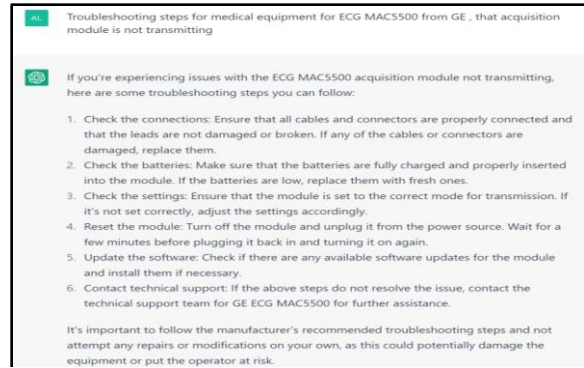 AL
Troubleshooting steps for medical equipment for ECG MAC5500 from GE , that acquisition
module is not transmitting
If you're experiencing issues with the ECG MAC5500 acquisition module not transmitting,
here are some troubleshooting steps you can follow:
1. Check the connections: Ensure that all cables and connectors are properly connected and
that the leads are not damaged or broken. If any of the cables or connectors are
damaged, replace them.
2. Check the batteries: Make sure that the batteries are fully charged and properly inserted
into the module. If the batteries are low, replace them with fresh ones.
3. Check the settings: Ensure that the module is set to the correct mode for transmission. If
it's not set correctly, adjust the settings accordingly.
4. Reset the module: Turn off the module and unplug it from the power source. Wait for a
few minutes before plugging it back in and turning it on again.
5. Update the software: Check if there are any available software updates for the module
and install them if necessary.
6. Contact technical support: If the above steps do not resolve the issue, contact the
technical support team for GE ECG MAC5500 for further assistance.
It's important to follow the manufacturer's recommended troubleshooting steps and not
attempt any repairs or modifications on your own, as this could potentially damage the
equipment or put the operator at risk.